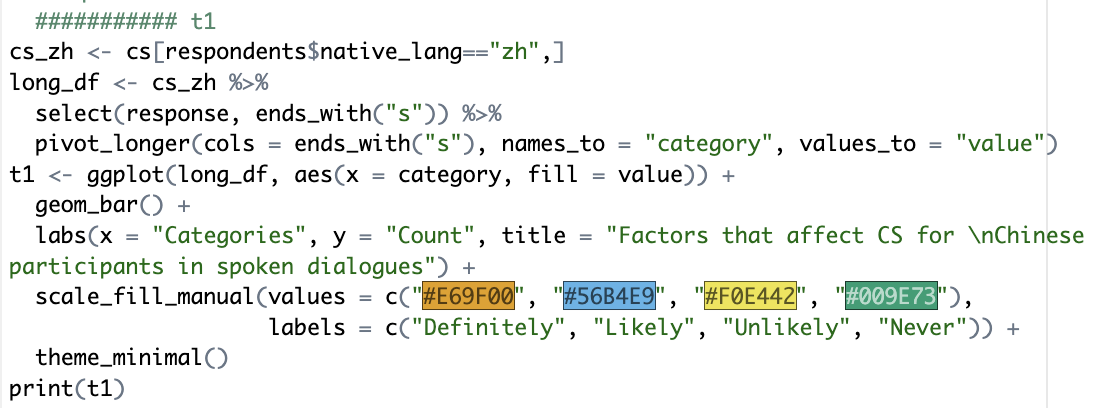 ########### t1
cs_zh <- cs[respondents$native_lang=="zh",]
long_df <- cs_zh %>%
  select(response, ends_with("s")) %>%
  pivot_longer(cols = ends_with("s"), names_to = "category", values_to = "value")
t1 <- ggplot(long_df, aes(x = category, fill = value)) +
  geom_bar() +
  labs(x = "Categories", y = "Count", title = "Factors that affect CS for \nChinese
participants in spoken dialogues") +
  scale_fill_manual(values = c("#E69F00", "#56B4E9", "#F0E442", "#009E73"),
                    labels = c("Definitely", "Likely", "Unlikely", "Never")) +
  theme_minimal()
print(t1)